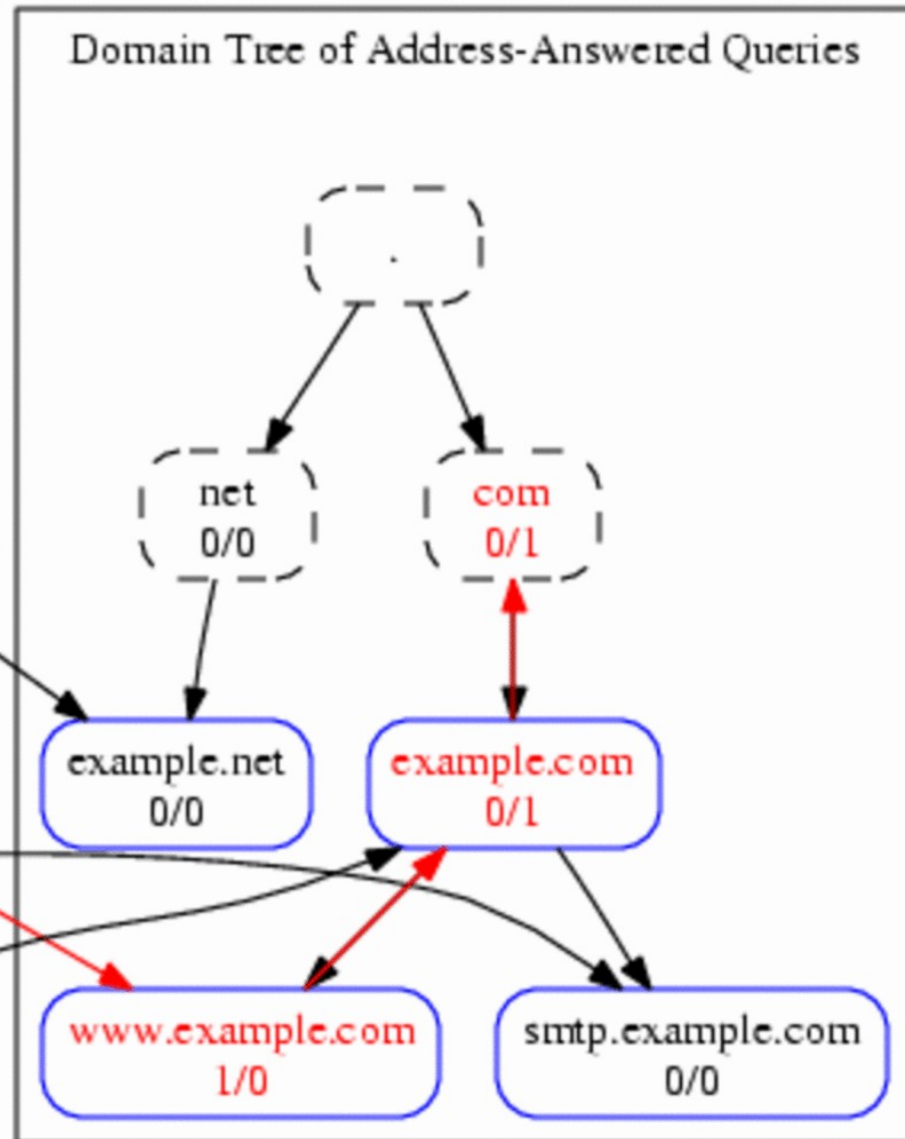 Domain Tree of Address-Answered Queries
.
net
0/0
com
0/1
example.net
0/0
example.com
0/1
www.example.com
1/0
smtp.example.com
0/0